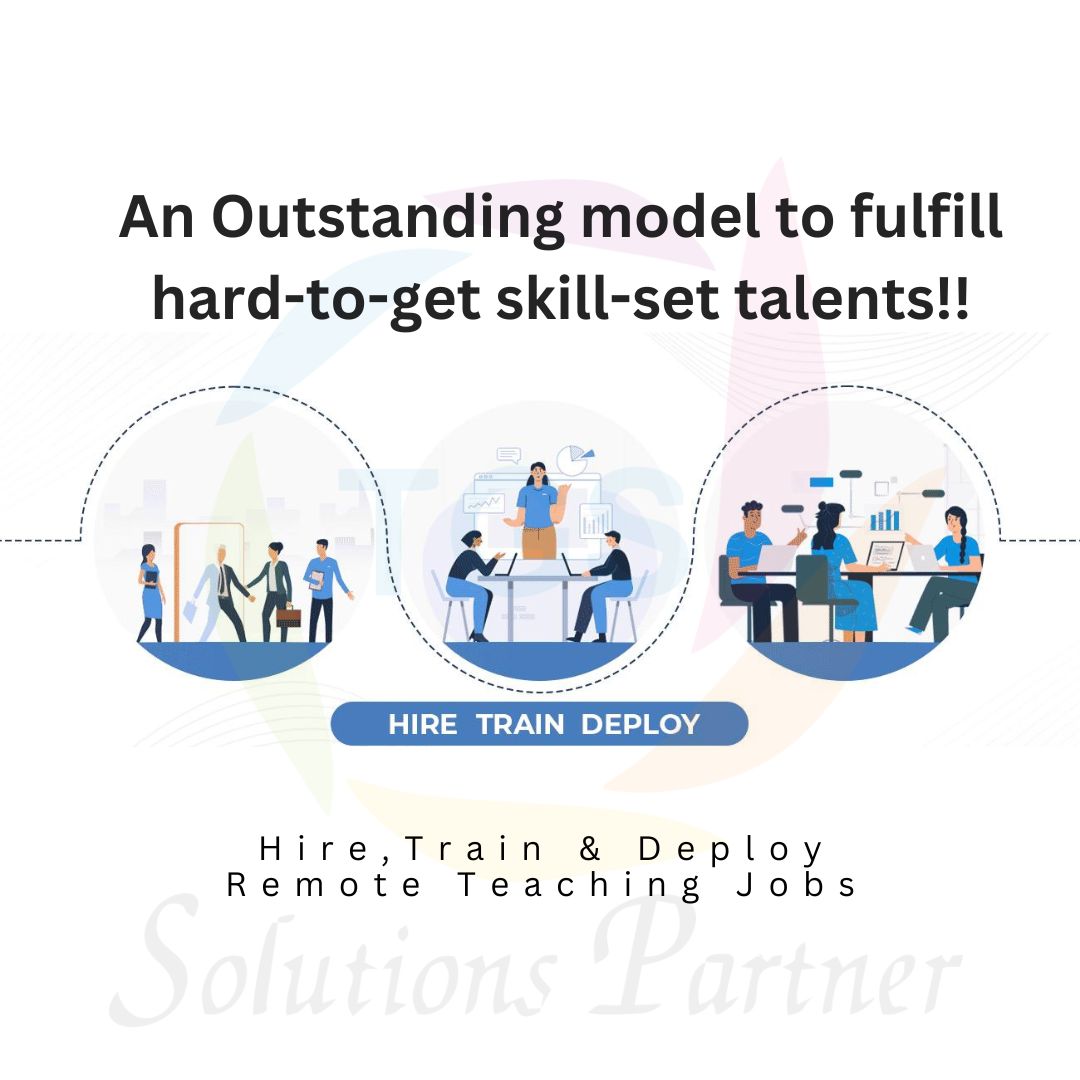 An Outstanding model to fulfill
hard-to-get skill-set talents!!
TGS
HIRE TRAIN DEPLOY
Hire,Train & Deploy
Remote Teaching Jobs
Solutions Partner